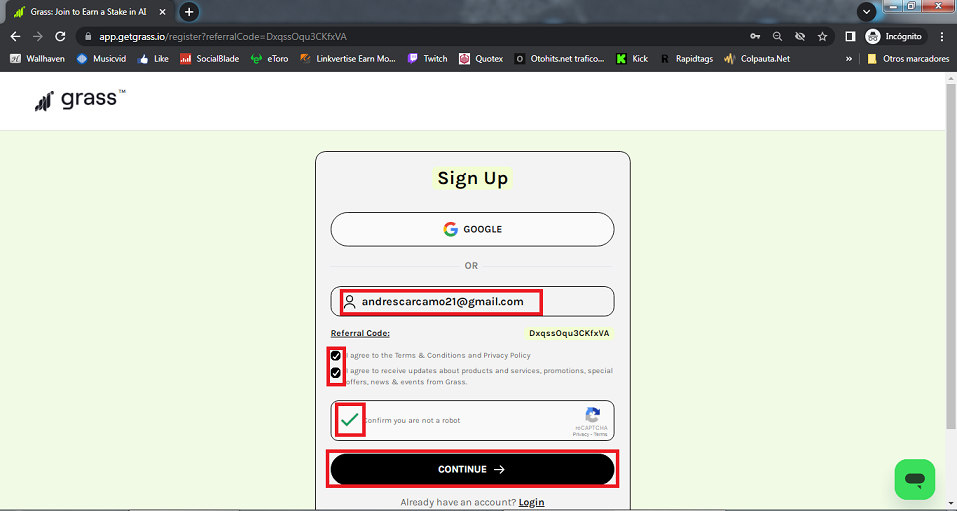 Grass: Join to Earn a Stake in AI
app.getgrass.io/register?referralCode=DxqssOqu3CKfxVA
Incógnito
Wallhaven Musicvid Like SocialBlade eToro Linkvertise Earn Mo... Twitch Quotex Otohits.net trafico... Kick Rapidtags Colpauta.Net » Otros marcadores
grass™
Sign Up
GOOGLE
OR
andrescarcamo21@gmail.com
Referral Code: DxqssOqu3CKfxVA
I agree to the Terms & Conditions and Privacy Policy
I agree to receive updates about products and services, promotions, special
offers, news & events from Grass.
Confirm you are not a robot
reCAPTCHA
Privacy - Terms
CONTINUE →
Already have an account? Login